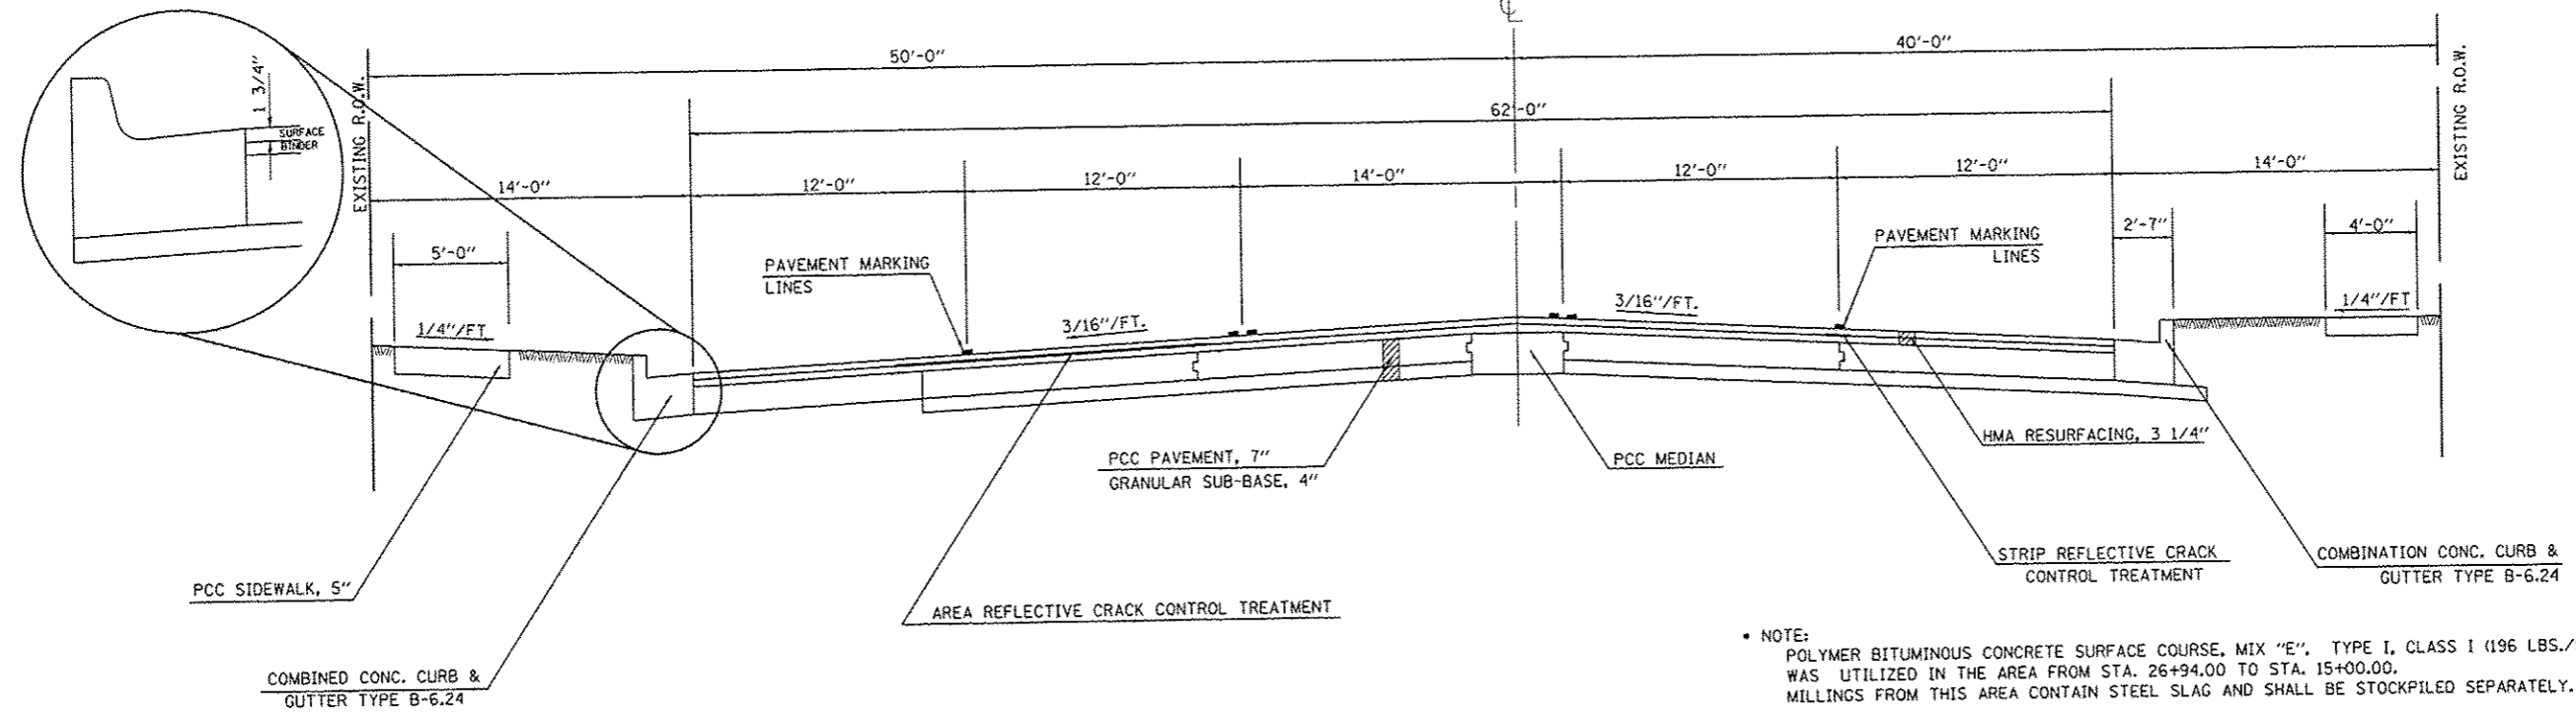 ℄
50'-0"
40'-0"
62'-0"
1 3/4"
SURFACE
BINDER
EXISTING R.O.W.
EXISTING R.O.W.
14'-0"
12'-0"
12'-0"
14'-0"
12'-0"
12'-0"
14'-0"
5'-0"
2'-7"
4'-0"
PAVEMENT MARKING
LINES
PAVEMENT MARKING
LINES
1/4"/FT
3/16"/FT.
3/16"/FT.
1/4"/FT
PCC PAVEMENT, 7"
GRANULAR SUB-BASE, 4"
PCC MEDIAN
HMA RESURFACING, 3 1/4"
PCC SIDEWALK, 5"
AREA REFLECTIVE CRACK CONTROL TREATMENT
STRIP REFLECTIVE CRACK
CONTROL TREATMENT
COMBINATION CONC. CURB &
GUTTER TYPE B-6.24
COMBINED CONC. CURB &
GUTTER TYPE B-6.24
• NOTE:
POLYMER BITUMINOUS CONCRETE SURFACE COURSE, MIX "E", TYPE I, CLASS I (196 LBS./
WAS UTILIZED IN THE AREA FROM STA. 26+94.00 TO STA. 15+00.00.
MILLINGS FROM THIS AREA CONTAIN STEEL SLAG AND SHALL BE STOCKPILED SEPARATELY.